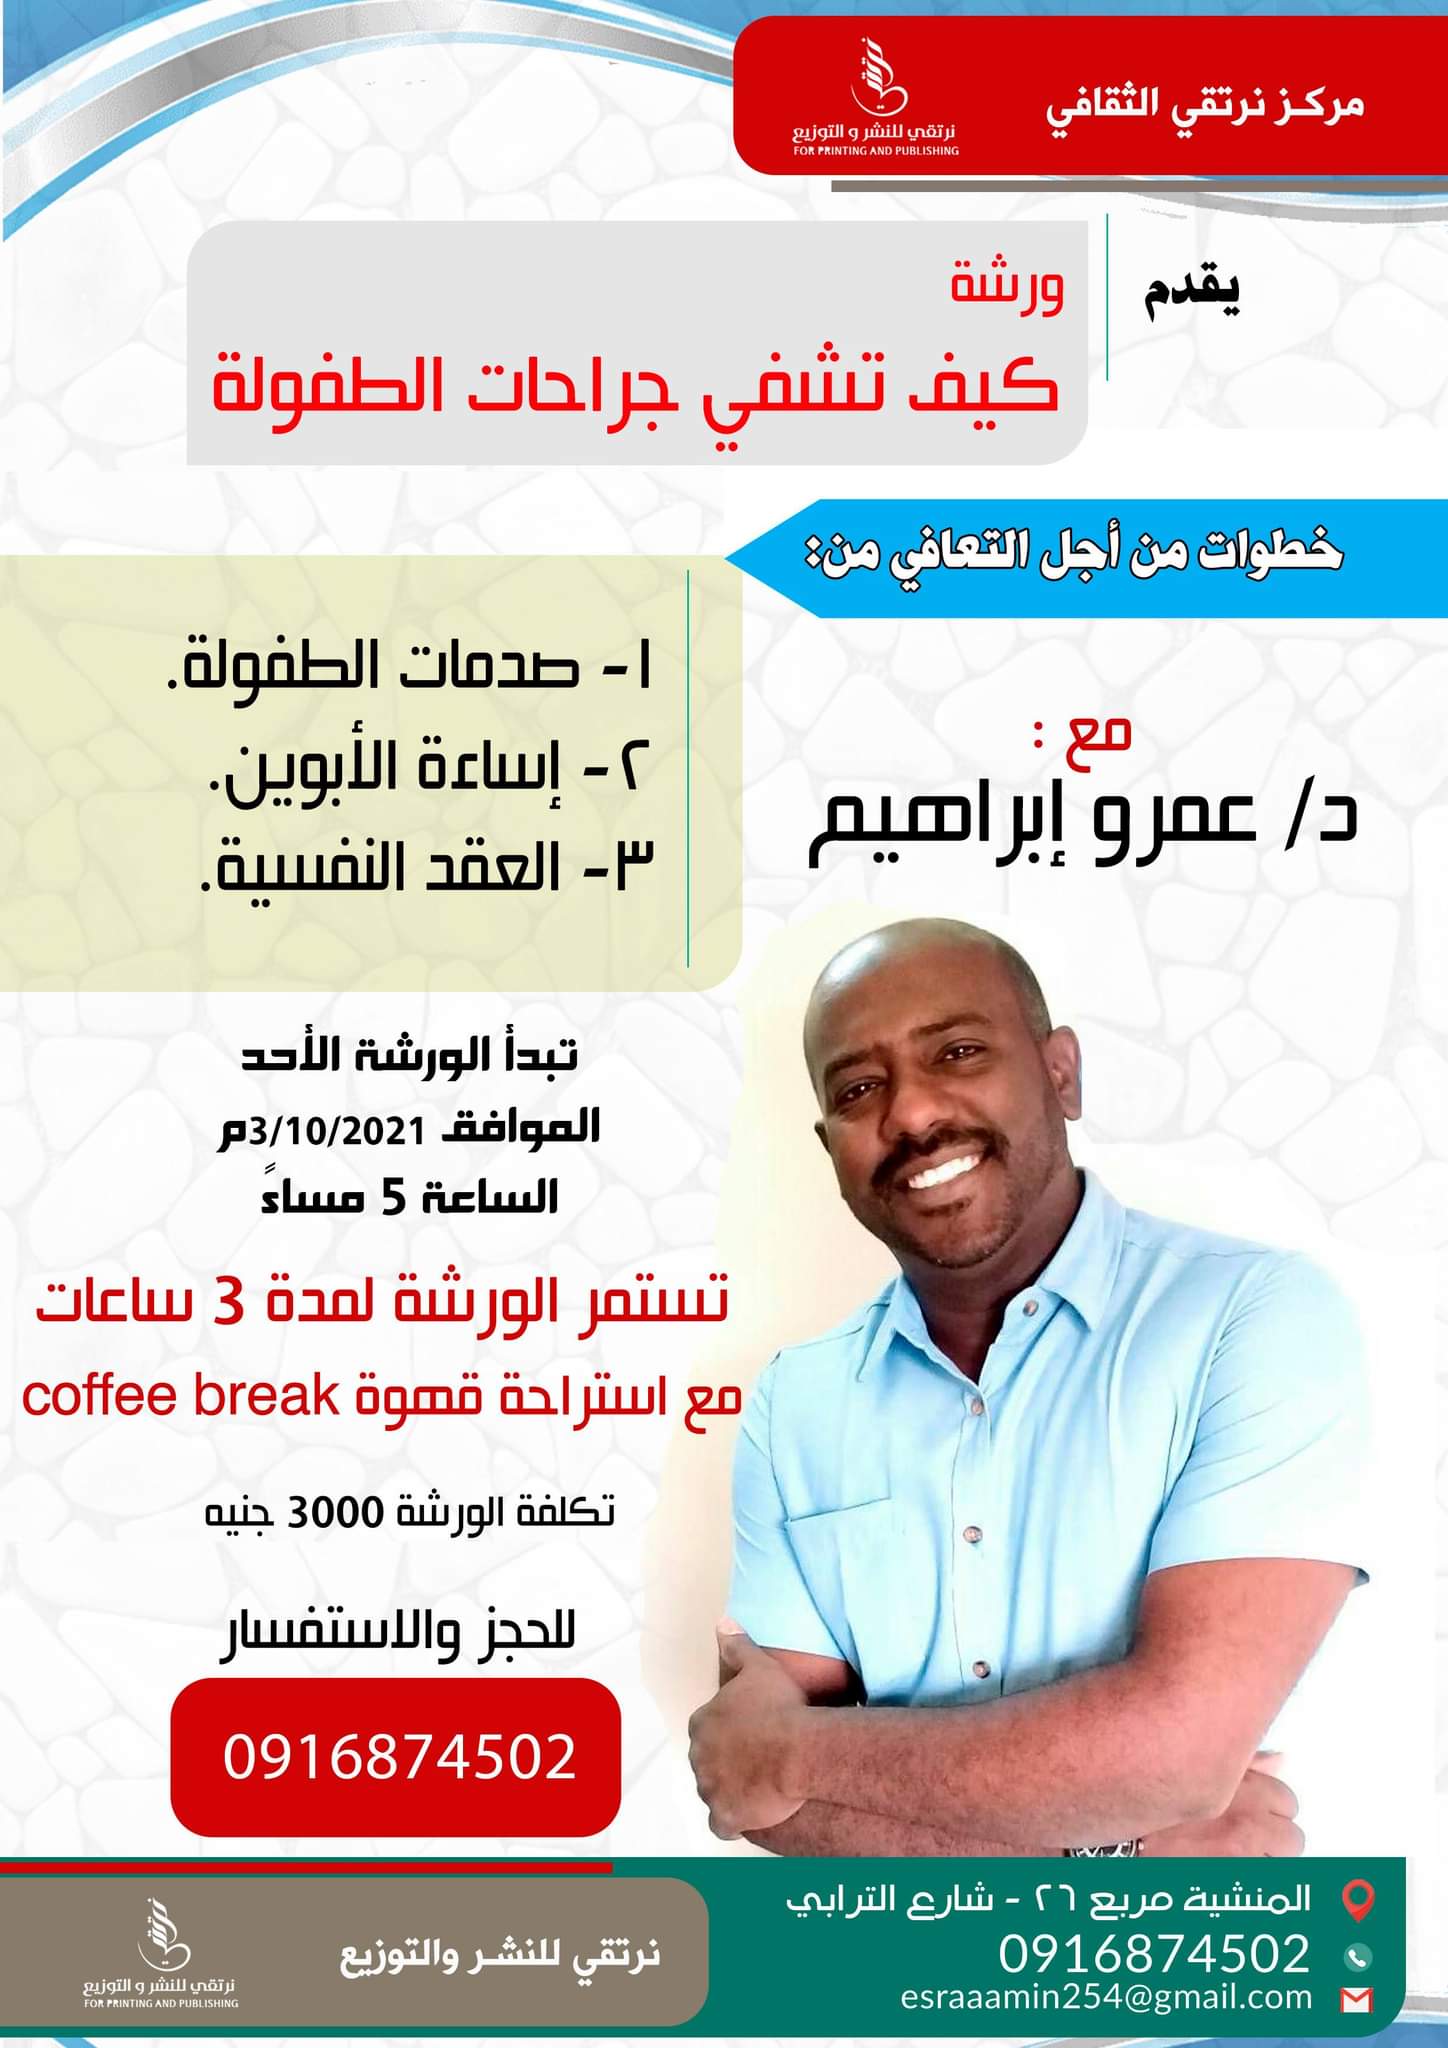 مركز نرتقي الثقافي
نرتقي للنشر و التوزيع
FOR PRINTING AND PUBLISHING
يقدم
ورشة
كيف تشفي جراحات الطفولة
خطوات من أجل التعافي من:
١- صدمات الطفولة.
٢- إساءة الأبوين.
٣- العقد النفسية.
مع :
د/ عمرو إبراهيم
تبدأ الورشة الأحد
الموافق 3/10/2021م
الساعة 5 مساءً
تستمر الورشة لمدة 3 ساعات
مع استراحة قهوة coffee break
تكلفة الورشة 3000 جنيه
للحجز والاستفسار
0916874502
المنشية مربع ٢٦ - شارع الترابي
0916874502
esraaamin254@gmail.com
نرتقي للنشر والتوزيع
نرتقي للنشر و التوزيع
FOR PRINTING AND PUBLISHING